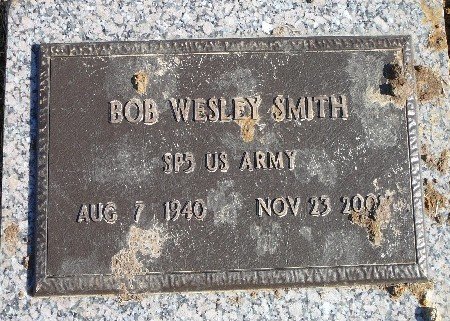 BOB WESLEY SMITH
SP5 US ARMY
AUG 7 1940 NOV 23